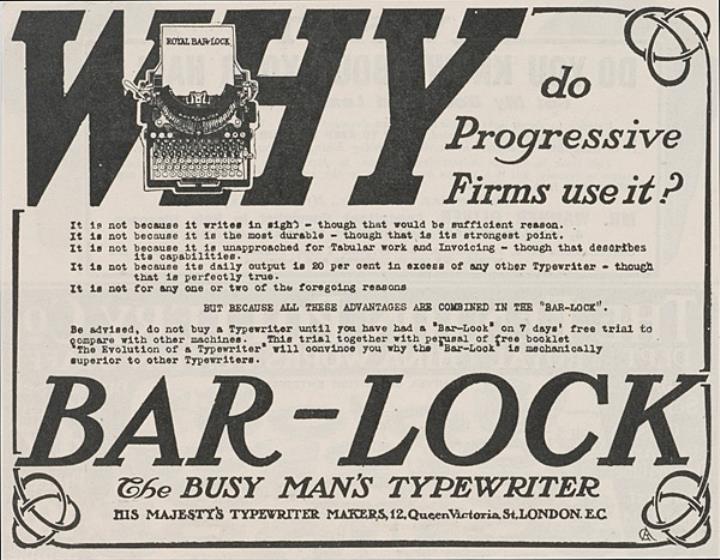 WHY
ROYAL BAR-LOCK
do
Progressive
Firms use it?
It is not because it writes in sight - though that would be sufficient reason.
It is not because it is the most durable - though that is its strongest point.
It is not because it is unapproached for Tabular work and Invoicing - though that describes
its capabilities.
It is not because its daily output is 20 per cent in excess of any other Typewriter - though
that is perfectly true.
It is not for any one or two of the foregoing reasons
BUT BECAUSE ALL THESE ADVANTAGES ARE COMBINED IN THE "BAR-LOCK".
Be advised, do not buy a Typewriter until you have had a "Bar-Lock" on 7 days' free trial to
compare with other machines. This trial together with perusal of free booklet
"The Evolution of a Typewriter" will convince you why the "Bar-Lock" is mechanically
superior to other Typewriters.
BAR-LOCK
The BUSY MAN'S TYPEWRITER
HIS MAJESTY'S TYPEWRITER MAKERS, 12, Queen Victoria St, LONDON. E.C.